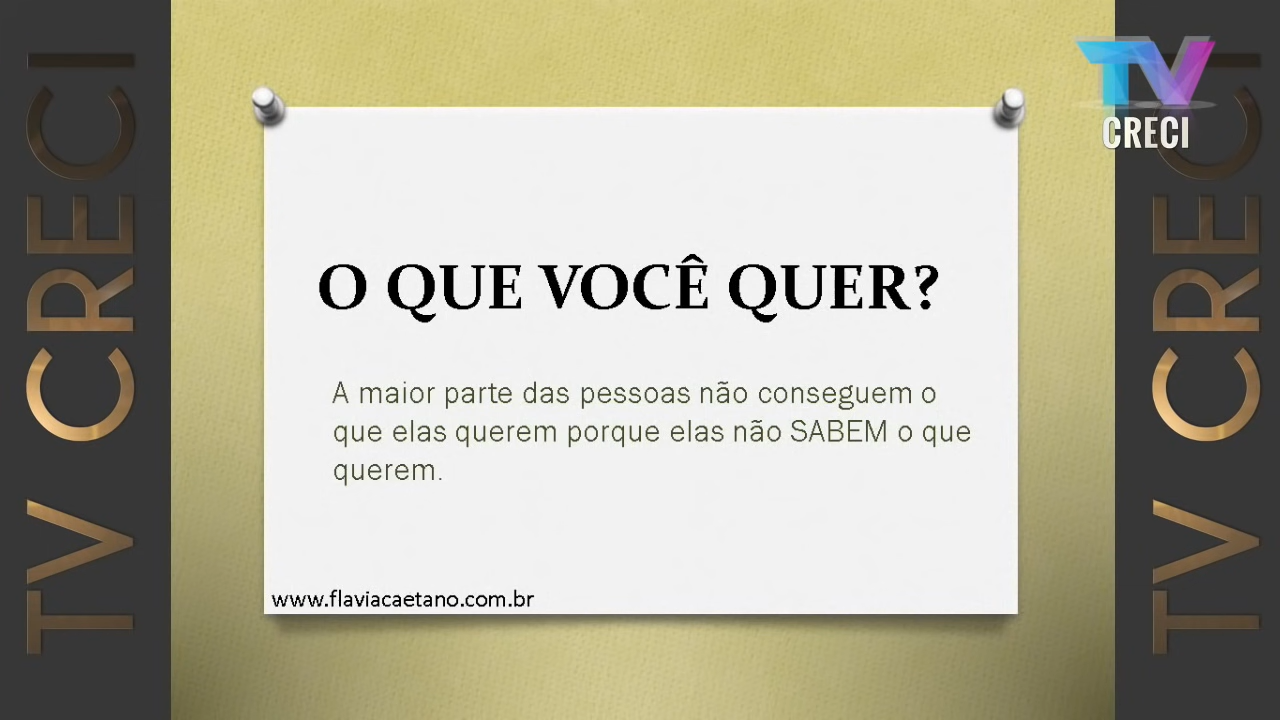 TV CRECI
TV
CRECI
TV CRECI
O QUE VOCÊ QUER?
A maior parte das pessoas não conseguem o
que elas querem porque elas não SABEM o que
querem.
www.flaviacaetano.com.br